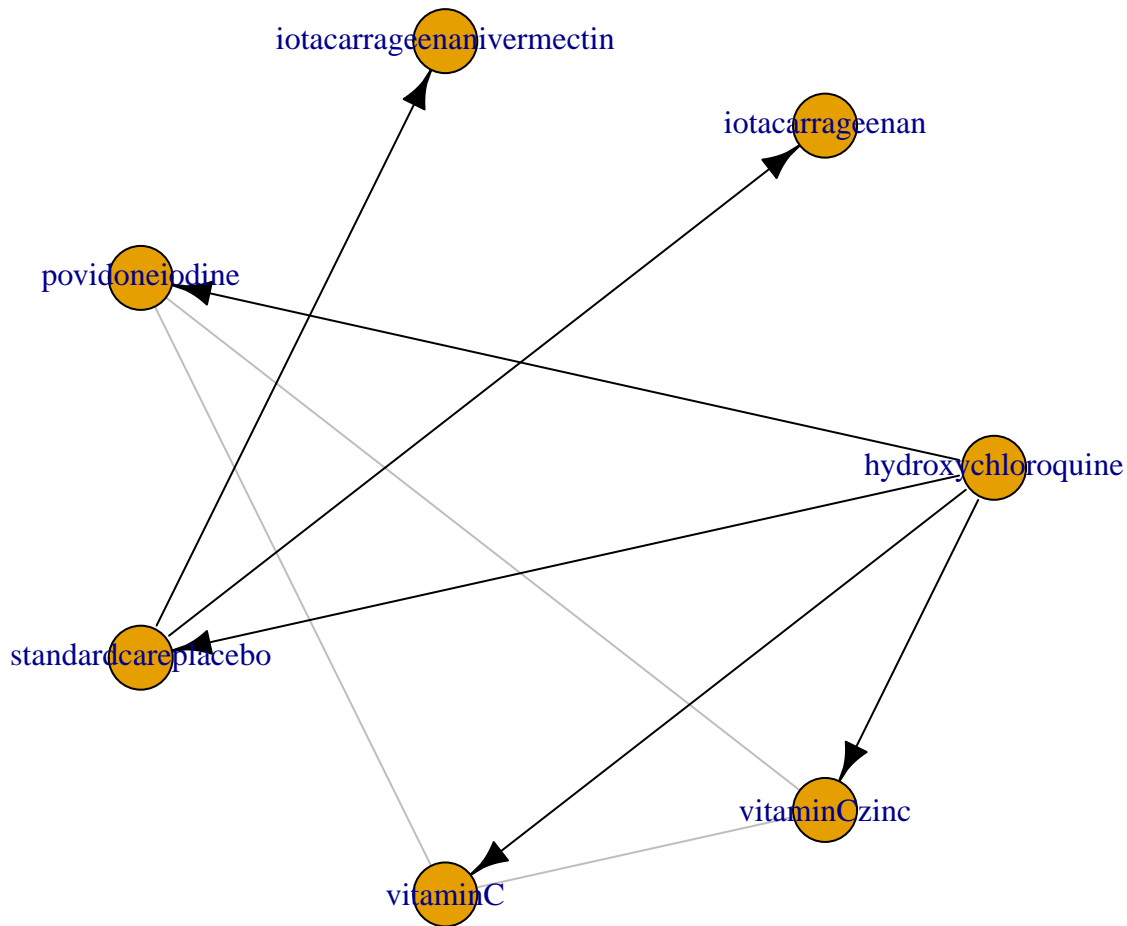 iotacarrageenanivermectin
iotacarrageenan
povidoneiodine
hydroxychloroquine
standardcareplacebo
vitaminCzinc
vitaminC